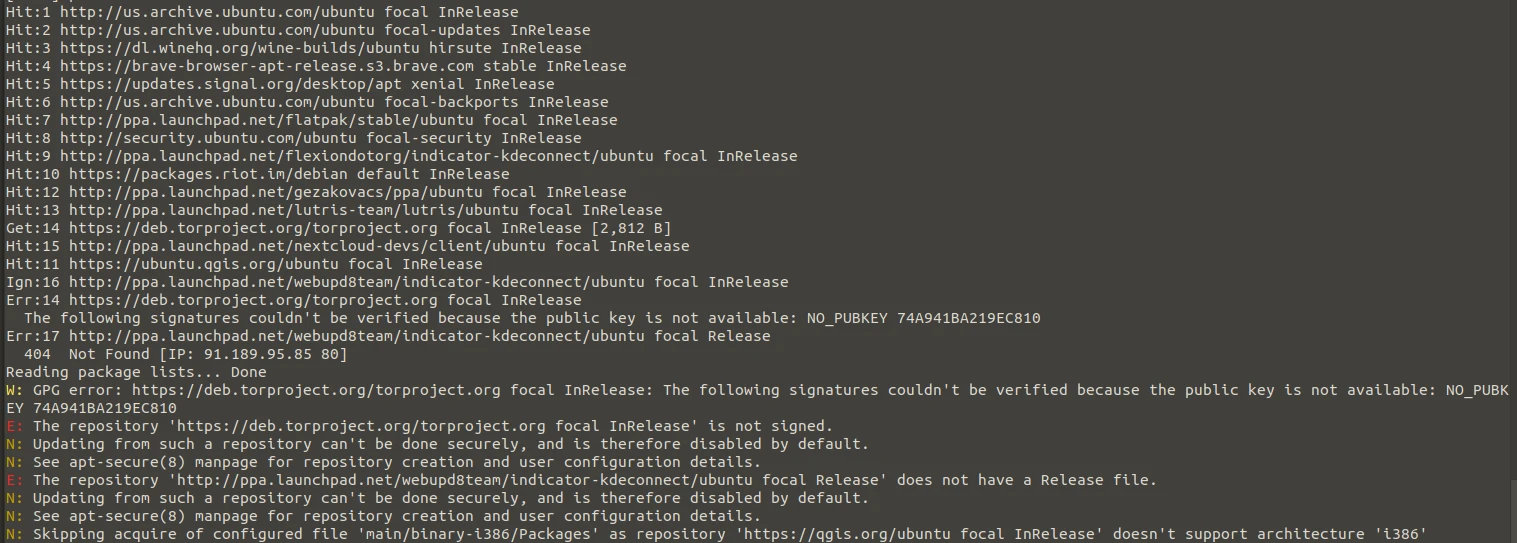 Hit:1 http://us.archive.ubuntu.com/ubuntu focal InRelease
Hit:2 http://us.archive.ubuntu.com/ubuntu focal-updates InRelease
Hit:3 https://dl.winehq.org/wine-builds/ubuntu hirsute InRelease
Hit:4 https://brave-browser-apt-release.s3.brave.com stable InRelease
Hit:5 https://updates.signal.org/desktop/apt xenial InRelease
Hit:6 http://us.archive.ubuntu.com/ubuntu focal-backports InRelease
Hit:7 http://ppa.launchpad.net/flatpak/stable/ubuntu focal InRelease
Hit:8 http://security.ubuntu.com/ubuntu focal-security InRelease
Hit:9 http://ppa.launchpad.net/flexiondotorg/indicator-kdeconnect/ubuntu focal InRelease
Hit:10 https://packages.riot.im/debian default InRelease
Hit:12 http://ppa.launchpad.net/gezakovacs/ppa/ubuntu focal InRelease
Hit:13 http://ppa.launchpad.net/lutris-team/lutris/ubuntu focal InRelease
Get:14 https://deb.torproject.org/torproject.org focal InRelease [2,812 B]
Hit:15 http://ppa.launchpad.net/nextcloud-devs/client/ubuntu focal InRelease
Hit:11 https://ubuntu.qgis.org/ubuntu focal InRelease
Ign:16 http://ppa.launchpad.net/webupd8team/indicator-kdeconnect/ubuntu focal InRelease
Err:14 https://deb.torproject.org/torproject.org focal InRelease
  The following signatures couldn't be verified because the public key is not available: NO_PUBKEY 74A941BA219EC810
Err:17 http://ppa.launchpad.net/webupd8team/indicator-kdeconnect/ubuntu focal Release
  404  Not Found [IP: 91.189.95.85 80]
Reading package lists... Done
W: GPG error: https://deb.torproject.org/torproject.org focal InRelease: The following signatures couldn't be verified because the public key is not available: NO_PUBK
EY 74A941BA219EC810
E: The repository 'https://deb.torproject.org/torproject.org focal InRelease' is not signed.
N: Updating from such a repository can't be done securely, and is therefore disabled by default.
N: See apt-secure(8) manpage for repository creation and user configuration details.
E: The repository 'http://ppa.launchpad.net/webupd8team/indicator-kdeconnect/ubuntu focal Release' does not have a Release file.
N: Updating from such a repository can't be done securely, and is therefore disabled by default.
N: See apt-secure(8) manpage for repository creation and user configuration details.
N: Skipping acquire of configured file 'main/binary-i386/Packages' as repository 'https://qgis.org/ubuntu focal InRelease' doesn't support architecture 'i386'